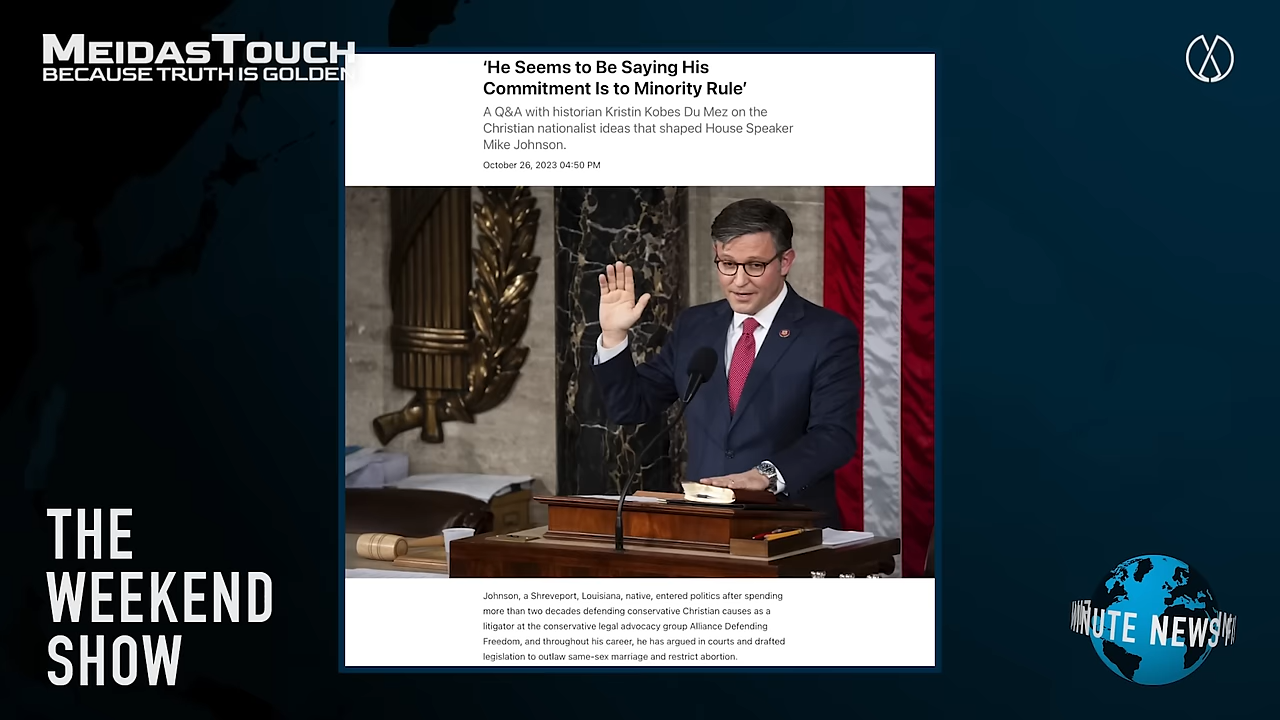 MEIDASTOUCH
BECAUSE TRUTH IS GOLDEN
‘He Seems to Be Saying His
Commitment Is to Minority Rule’
A Q&A with historian Kristin Kobes Du Mez on the
Christian nationalist ideas that shaped House Speaker
Mike Johnson.
October 26, 2023 04:50 PM
Johnson, a Shreveport, Louisiana, native, entered politics after spending
more than two decades defending conservative Christian causes as a
litigator at the conservative legal advocacy group Alliance Defending
Freedom, and throughout his career, he has argued in courts and drafted
legislation to outlaw same-sex marriage and restrict abortion.
THE
WEEKEND
SHOW
MINUTE NEWS